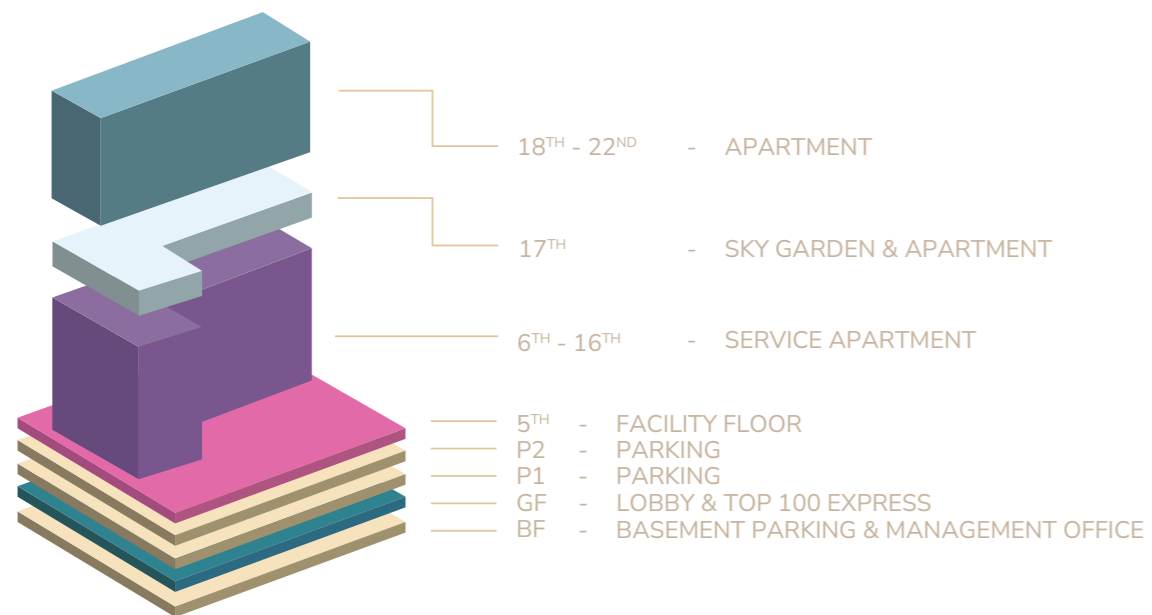 18TH - 22ND - APARTMENT
17TH - SKY GARDEN & APARTMENT
6TH - 16TH - SERVICE APARTMENT
5TH - FACILITY FLOOR
P2 - PARKING
P1 - PARKING
GF - LOBBY & TOP 100 EXPRESS
BF - BASEMENT PARKING & MANAGEMENT OFFICE